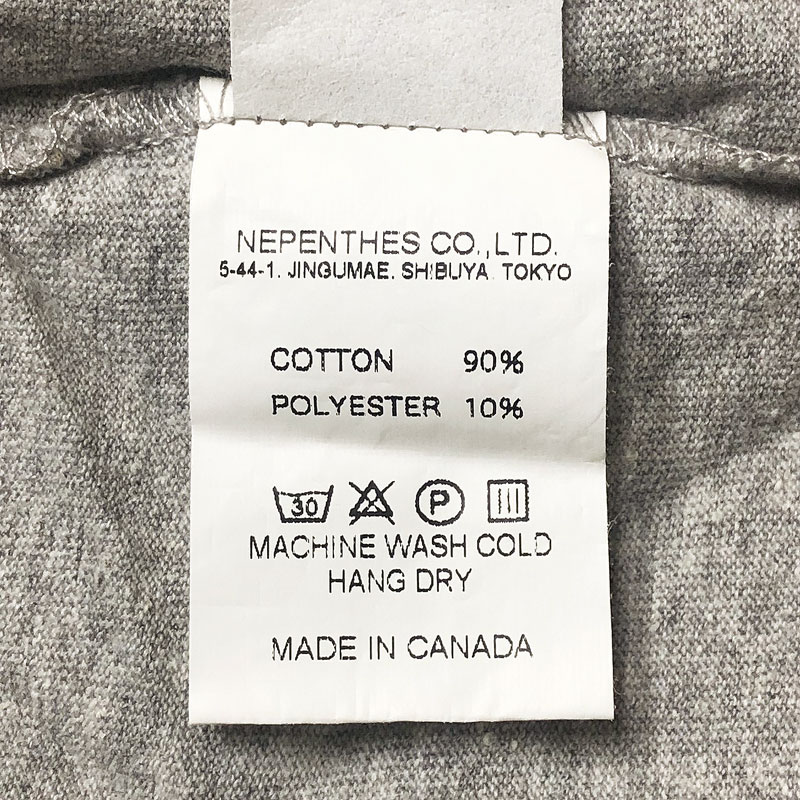 NEPENTHES CO.,LTD.
5-44-1. JINGUMAE. SHIBUYA. TOKYO
COTTON 90%
POLYESTER 10%
30 P
MACHINE WASH COLD
HANG DRY
MADE IN CANADA